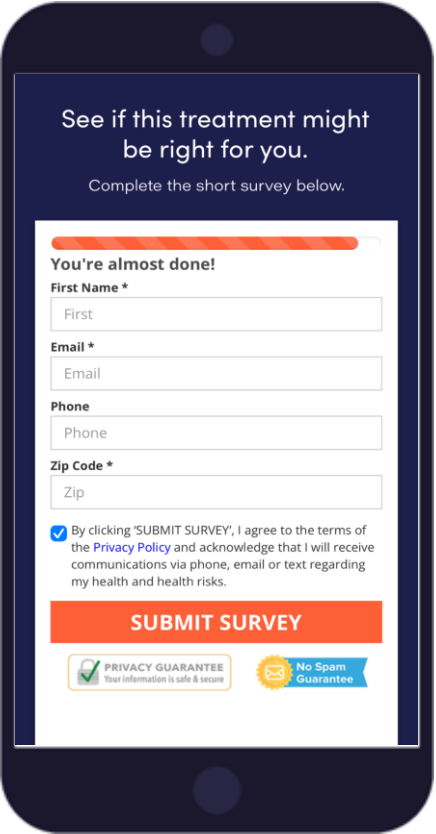 See if this treatment might
be right for you.
Complete the short survey below.
You're almost done!
First Name *
First
Email *
Email
Phone
Phone
Zip Code *
Zip
By clicking ‘SUBMIT SURVEY’, I agree to the terms of
the Privacy Policy and acknowledge that I will receive
communications via phone, email or text regarding
my health and health risks.
SUBMIT SURVEY
PRIVACY GUARANTEE
Your information is safe & secure
No Spam
Guarantee